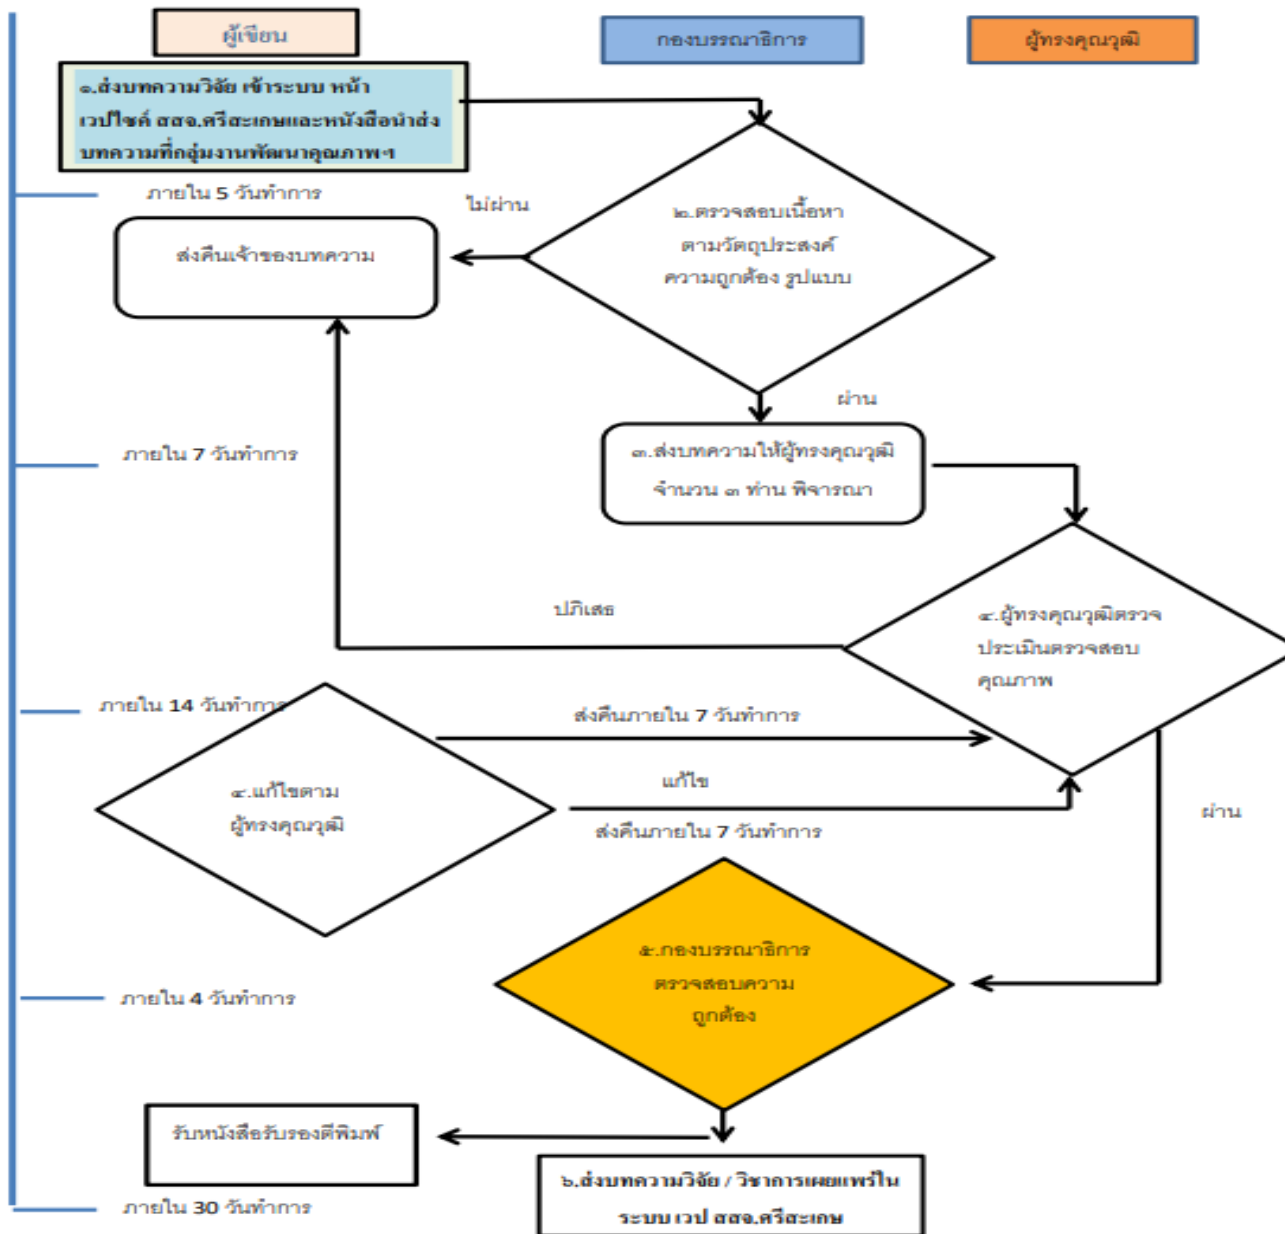 ผู้เขียน
กองบรรณาธิการ
ผู้ทรงคุณวุฒิ
๑.ส่งบทความวิจัย เข้าระบบ หน้า
เวปไซค์ สสจ.ศรีสะเกษและหนังสือนำส่ง
บทความที่กลุ่มงานพัฒนาคุณภาพฯ
ภายใน 5 วันทำการ
ไม่ผ่าน
๒.ตรวจสอบเนื้อหา
ตามวัตถุประสงค์
ความถูกต้อง รูปแบบ
ส่งคืนเจ้าของบทความ
ผ่าน
ภายใน 7 วันทำการ
๓.ส่งบทความให้ผู้ทรงคุณวุฒิ
จำนวน ๓ ท่าน พิจารณา
ปภิเสธ
๔.ผู้ทรงคุณวุฒิตรวจ
ประเมินตรวจสอบ
คุณภาพ
ภายใน 14 วันทำการ
ส่งคืนภายใน 7 วันทำการ
๔.แก้ไขตาม
ผู้ทรงคุณวุฒิ
แก้ไข
ส่งคืนภายใน 7 วันทำการ
ผ่าน
๕.กองบรรณาธิการ
ตรวจสอบความ
ถูกต้อง
ภายใน 4 วันทำการ
รับหนังสือรับรองตีพิมพ์
๖.ส่งบทความวิจัย / วิชาการเผยแพร่ใน
ระบบ เวป สสจ.ศรีสะเกษ
ภายใน 30 วันทำการ